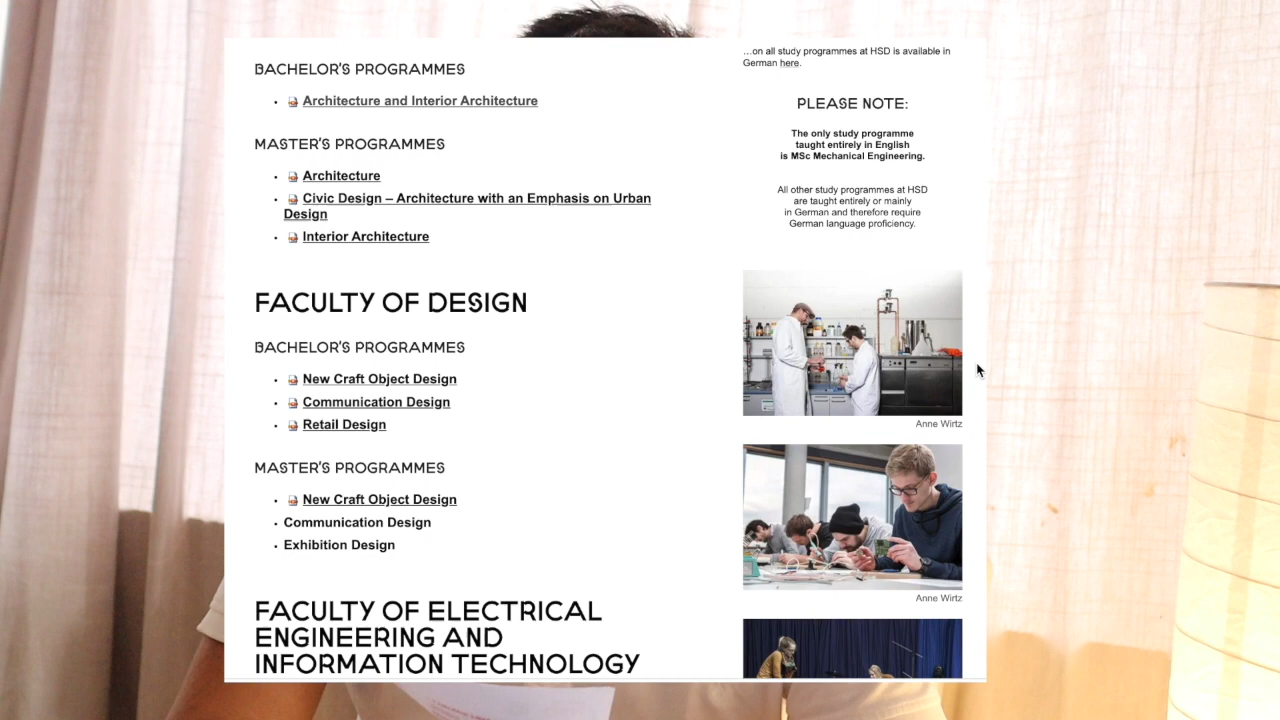 BACHELOR'S PROGRAMMES
Architecture and Interior Architecture
MASTER'S PROGRAMMES
Architecture
Civic Design – Architecture with an Emphasis on Urban
Design
Interior Architecture
FACULTY OF DESIGN
BACHELOR'S PROGRAMMES
New Craft Object Design
Communication Design
Retail Design
MASTER'S PROGRAMMES
New Craft Object Design
Communication Design
Exhibition Design
FACULTY OF ELECTRICAL
ENGINEERING AND
INFORMATION TECHNOLOGY
...on all study programmes at HSD is available in
German here.
PLEASE NOTE:
The only study programme
taught entirely in English
is MSc Mechanical Engineering.
All other study programmes at HSD
are taught entirely or mainly
in German and therefore require
German language proficiency.
Anne Wirtz
Anne Wirtz